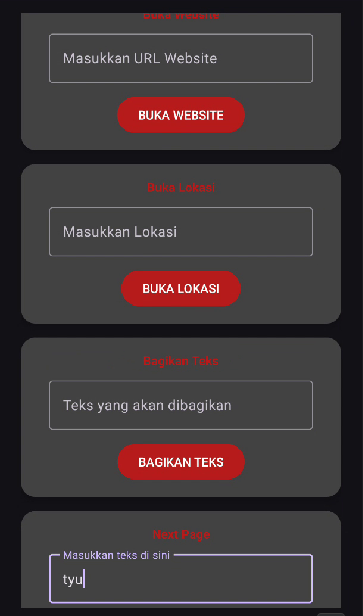 Buka Website
Masukkan URL Website
BUKA WEBSITE
Buka Lokasi
Masukkan Lokasi
BUKA LOKASI
Bagikan Teks
Teks yang akan dibagikan
BAGIKAN TEKS
Next Page
Masukkan teks di sini
tyu